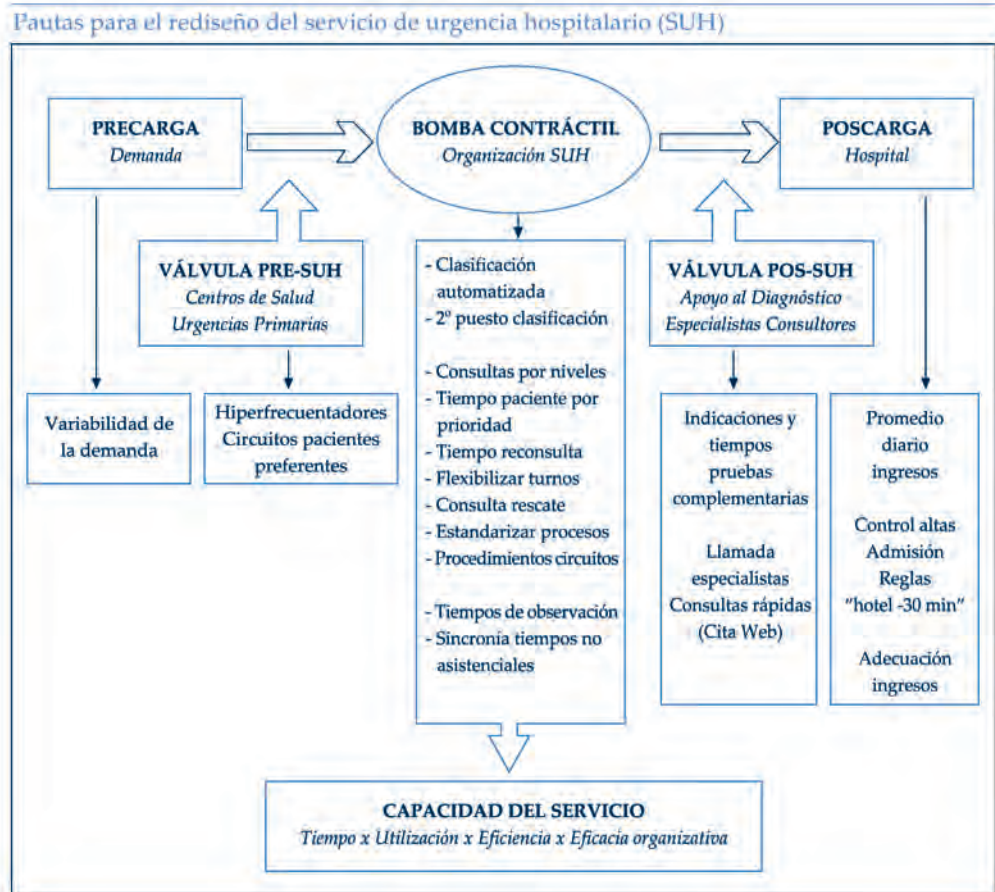 Pautas para el rediseño del servicio de urgencia hospitalario (SUH)
PRECARGA
Demanda
BOMBA CONTRÁCTIL
Organización SUH
POSCARGA
Hospital
VÁLVULA PRE-SUH
Centros de Salud
Urgencias Primarias
VÁLVULA POS-SUH
Apoyo al Diagnóstico
Especialistas Consultores
Variabilidad de
la demanda
Hiperfrecuentadores
Circuitos pacientes
preferentes
- Clasificación
automatizada
- 2º puesto clasificación
- Consultas por niveles
- Tiempo paciente por
prioridad
- Tiempo reconsulta
- Flexibilizar turnos
- Consulta rescate
- Estandarizar procesos
- Procedimientos circuitos
- Tiempos de observación
- Sincronía tiempos no
asistenciales
Indicaciones y
tiempos
pruebas
complementarias
Llamada
especialistas
Consultas rápidas
(Cita Web)
Promedio
diario
ingresos
Control altas
Admisión
Reglas
"hotel -30 min"
Adecuación
ingresos
CAPACIDAD DEL SERVICIO
Tiempo x Utilización x Eficiencia x Eficacia organizativa